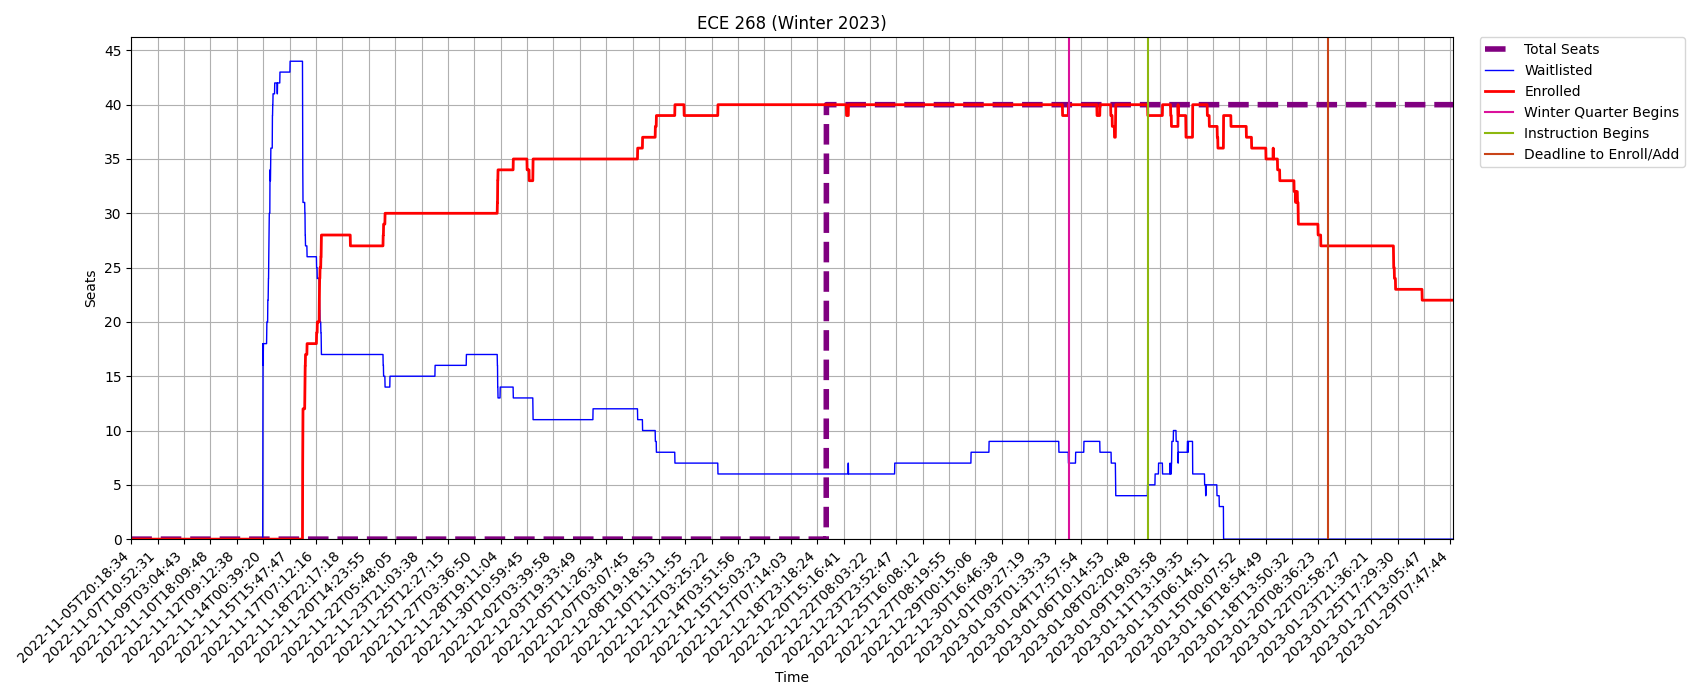 ECE 268 (Winter 2023)
Total Seats
Waitlisted
Enrolled
Winter Quarter Begins
Instruction Begins
Deadline to Enroll/Add
Seats
45
40
35
30
25
20
15
10
5
0
2022-11-05T20:18:34
2022-11-07T10:52:31
2022-11-09T03:04:43
2022-11-10T18:09:48
2022-11-12T09:12:38
2022-11-14T00:39:20
2022-11-15T15:47:47
2022-11-17T07:12:16
2022-11-18T22:17:18
2022-11-20T14:23:55
2022-11-22T05:48:05
2022-11-23T21:03:38
2022-11-25T12:27:15
2022-11-27T03:36:50
2022-11-28T19:11:04
2022-11-30T10:59:45
2022-12-02T03:39:58
2022-12-03T19:33:49
2022-12-05T11:26:34
2022-12-07T03:07:45
2022-12-08T19:18:53
2022-12-10T11:11:55
2022-12-12T03:25:22
2022-12-14T03:51:56
2022-12-15T15:03:23
2022-12-17T07:14:03
2022-12-18T23:18:24
2022-12-20T15:16:41
2022-12-22T08:03:22
2022-12-23T23:52:47
2022-12-25T16:08:12
2022-12-27T08:19:55
2022-12-29T00:15:06
2022-12-30T16:46:38
2023-01-01T09:27:19
2023-01-03T01:33:33
2023-01-04T17:57:54
2023-01-06T10:14:53
2023-01-08T02:20:48
2023-01-09T19:03:58
2023-01-11T13:19:35
2023-01-13T06:14:51
2023-01-15T00:07:52
2023-01-16T18:54:49
2023-01-18T13:50:32
2023-01-20T08:36:23
2023-01-22T02:58:27
2023-01-23T21:36:21
2023-01-25T17:29:30
2023-01-27T13:05:47
2023-01-29T07:47:44
Time